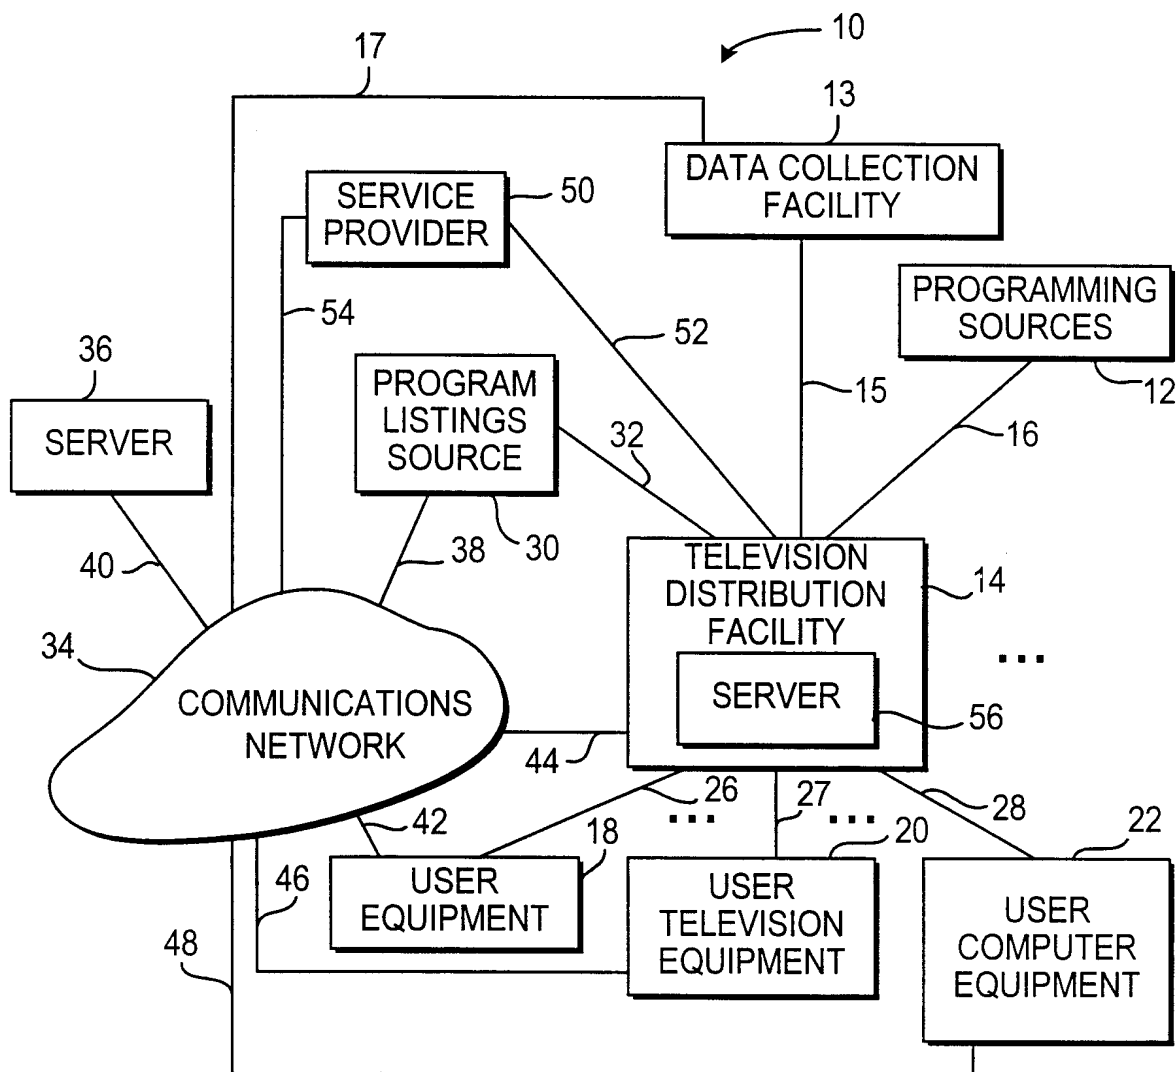 10
17
13
DATA COLLECTION
FACILITY
SERVICE
PROVIDER
50
PROGRAMMING
SOURCES
54
52
36
12
PROGRAM
LISTINGS
SOURCE
15
SERVER
32
16
40
38
30
TELEVISION
DISTRIBUTION
FACILITY
14
34
...
SERVER
56
COMMUNICATIONS
NETWORK
44
26
27
28
...
...
42
18
20
22
46
USER
EQUIPMENT
USER
TELEVISION
EQUIPMENT
USER
COMPUTER
EQUIPMENT
48